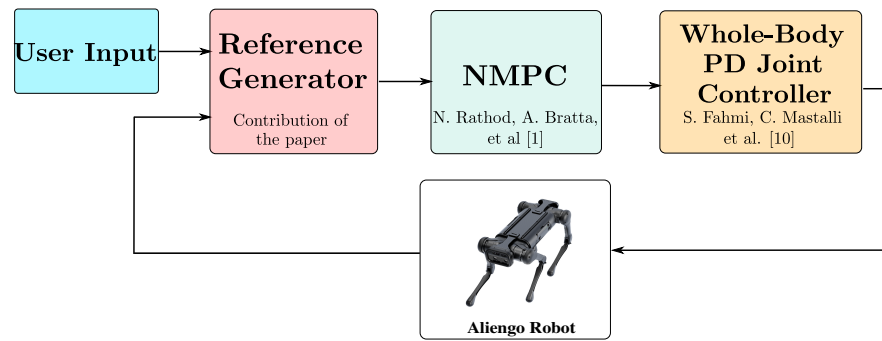 User Input
Reference
Generator
Contribution of
the paper
NMPC
N. Rathod, A. Bratta,
et al [1]
Whole-Body
PD Joint
Controller
S. Fahmi, C. Mastalli
et al. [10]
Aliengo Robot